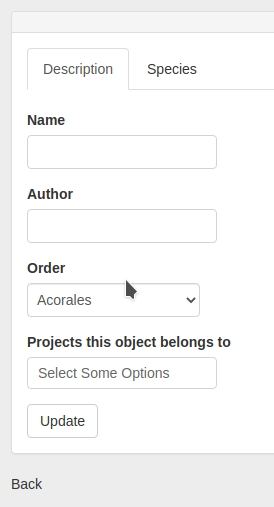 Description Species
Name
Author
Order
Acorales
Projects this object belongs to
Select Some Options
Update
Back